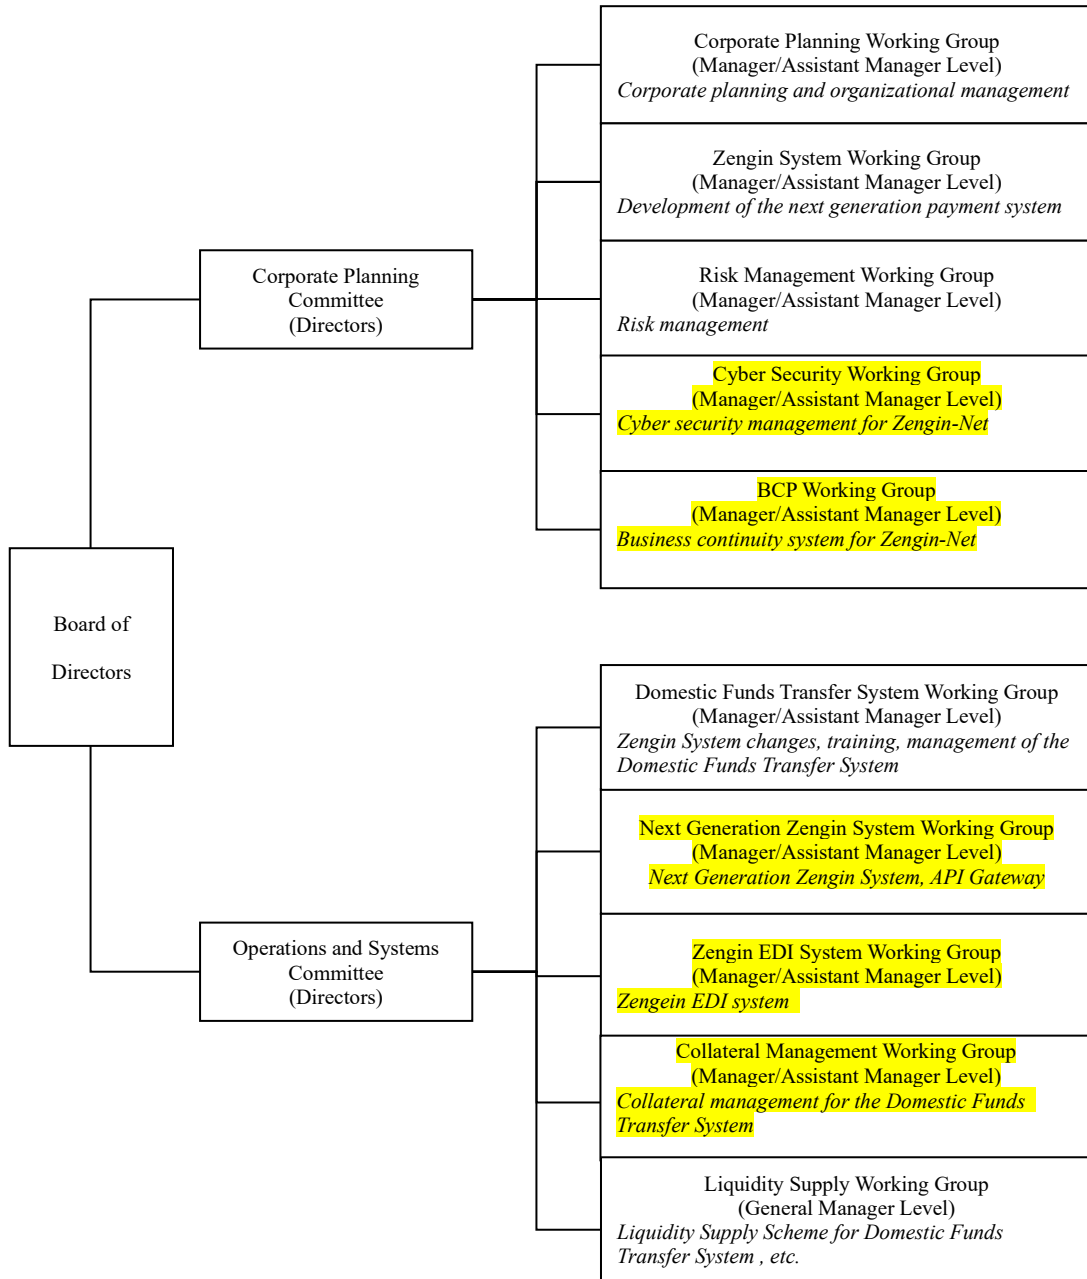 Corporate Planning Working Group
(Manager/Assistant Manager Level)
Corporate planning and organizational management
Zengin System Working Group
(Manager/Assistant Manager Level)
Development of the next generation payment system
Corporate Planning
Committee
(Directors)
Risk Management Working Group
(Manager/Assistant Manager Level)
Risk management
Cyber Security Working Group
(Manager/Assistant Manager Level)
Cyber security management for Zengin-Net
BCP Working Group
(Manager/Assistant Manager Level)
Business continuity system for Zengin-Net
Board of
Directors
Domestic Funds Transfer System Working Group
(Manager/Assistant Manager Level)
Zengin System changes, training, management of the
Domestic Funds Transfer System
Next Generation Zengin System Working Group
(Manager/Assistant Manager Level)
Next Generation Zengin System, API Gateway
Operations and Systems
Committee
(Directors)
Zengin EDI System Working Group
(Manager/Assistant Manager Level)
Zengein EDI system
Collateral Management Working Group
(Manager/Assistant Manager Level)
Collateral management for the Domestic Funds
Transfer System
Liquidity Supply Working Group
(General Manager Level)
Liquidity Supply Scheme for Domestic Funds
Transfer System , etc.